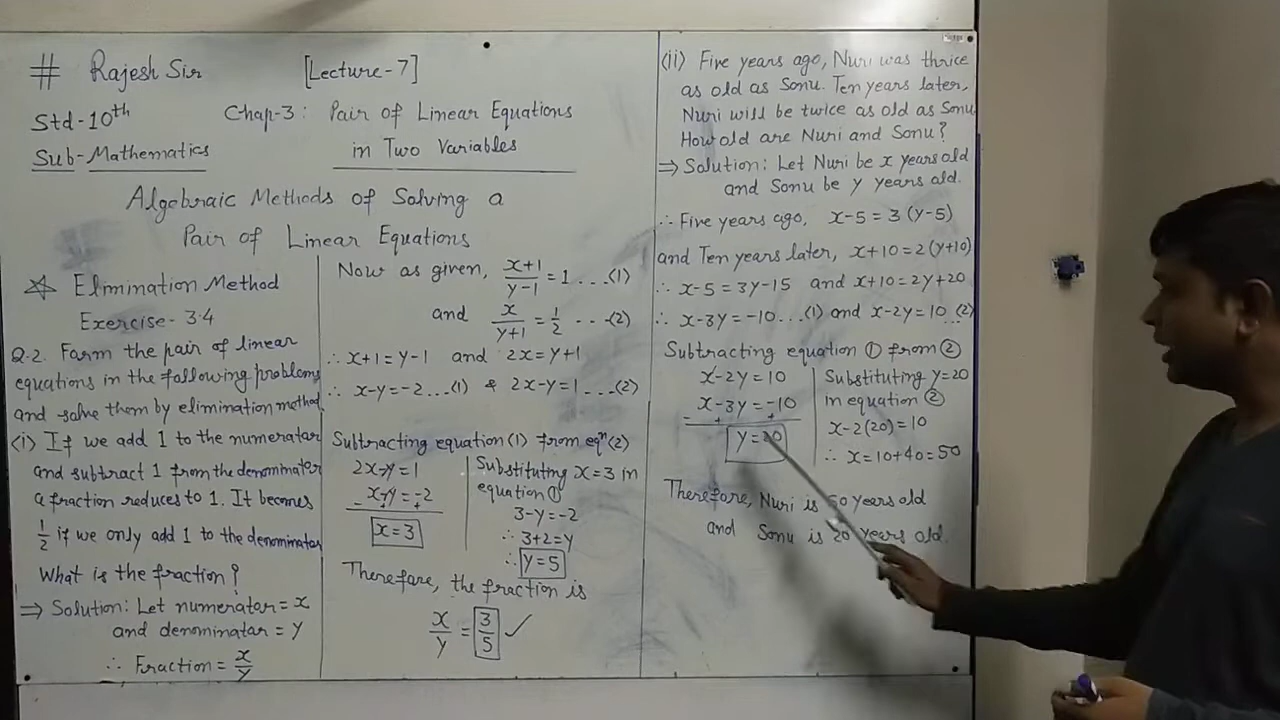 # Rajesh Sir [Lecture-7]
Std-10th Chap-3: Pair of Linear Equations
Sub-Mathematics in Two Variables
Algebraic Methods of Solving a
Pair of Linear Equations
☆ Elimination Method
Exercise-3.4
Q.2. Form the pair of linear
equations in the following problems
and solve them by elimination method
(i) If we add 1 to the numerator
and subtract 1 from the denominator
a fraction reduces to 1. It becomes
1/2 if we only add 1 to the denominator
What is the fraction?
⇒ Solution: Let numerator = x
and denominator = y
∴ Fraction = x/y
Now as given, x+1/y-1 = 1 ...(1)
and x/y+1 = 1/2 ...(2)
∴ x+1 = y-1 and 2x = y+1
∴ x-y = -2 ...(1) & 2x-y = 1 ...(2)
Subtracting equation (1) from eqn (2)
2x-y = 1
x-y = -2
- + +
x = 3
Substituting x=3 in
equation ①
3-y = -2
∴ 3+2 = y
∴ y = 5
Therefore, the fraction is
x/y = 3/5 ✓
(ii) Five years ago, Nuri was thrice
as old as Sonu. Ten years later,
Nuri will be twice as old as Sonu
How old are Nuri and Sonu?
⇒ Solution: Let Nuri be x years old
and Sonu be y years old.
∴ Five years ago, x-5 = 3(y-5)
and Ten years later, x+10 = 2(y+10)
∴ x-5 = 3y-15 and x+10 = 2y+20
∴ x-3y = -10 ...(1) and x-2y = 10 ...(2)
Subtracting equation ① from ②
x-2y = 10
x-3y = -10
- + +
y = 20
Substituting y=20
in equation ②
x-2(20) = 10
∴ x = 10+40 = 50
Therefore, Nuri is 50 years old
and Sonu is 20 years old.